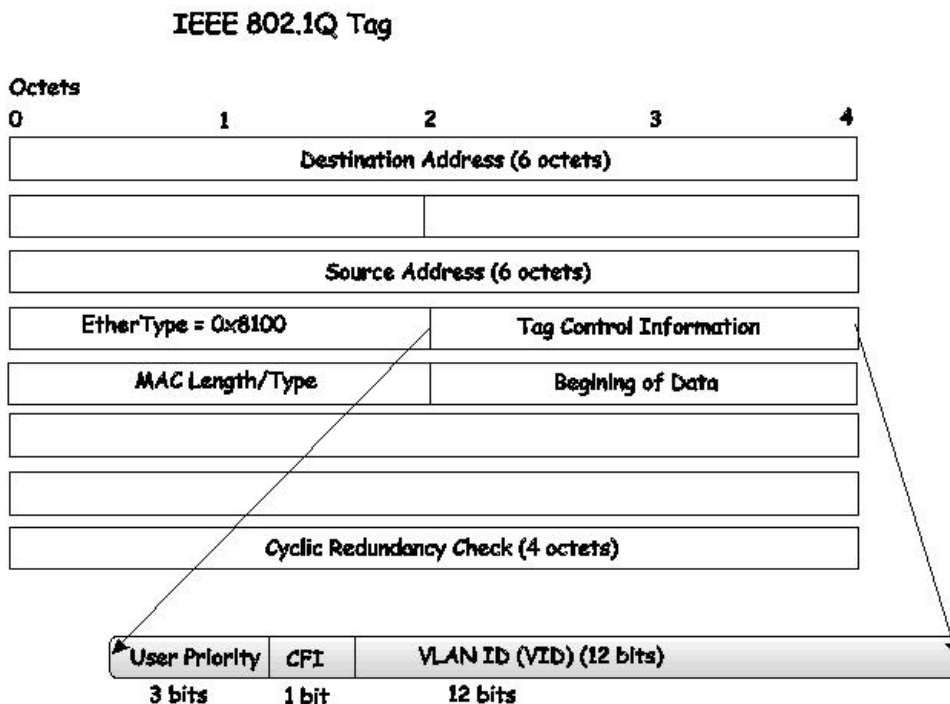 IEEE 802.1Q Tag
Octets
0 1 2 3 4
Destination Address (6 octets)
Source Address (6 octets)
EtherType = 0x8100 Tag Control Information
MAC Length/Type Begining of Data
Cyclic Redundancy Check (4 octets)
User Priority CFI VLAN ID (VID) (12 bits)
3 bits 1 bit 12 bits